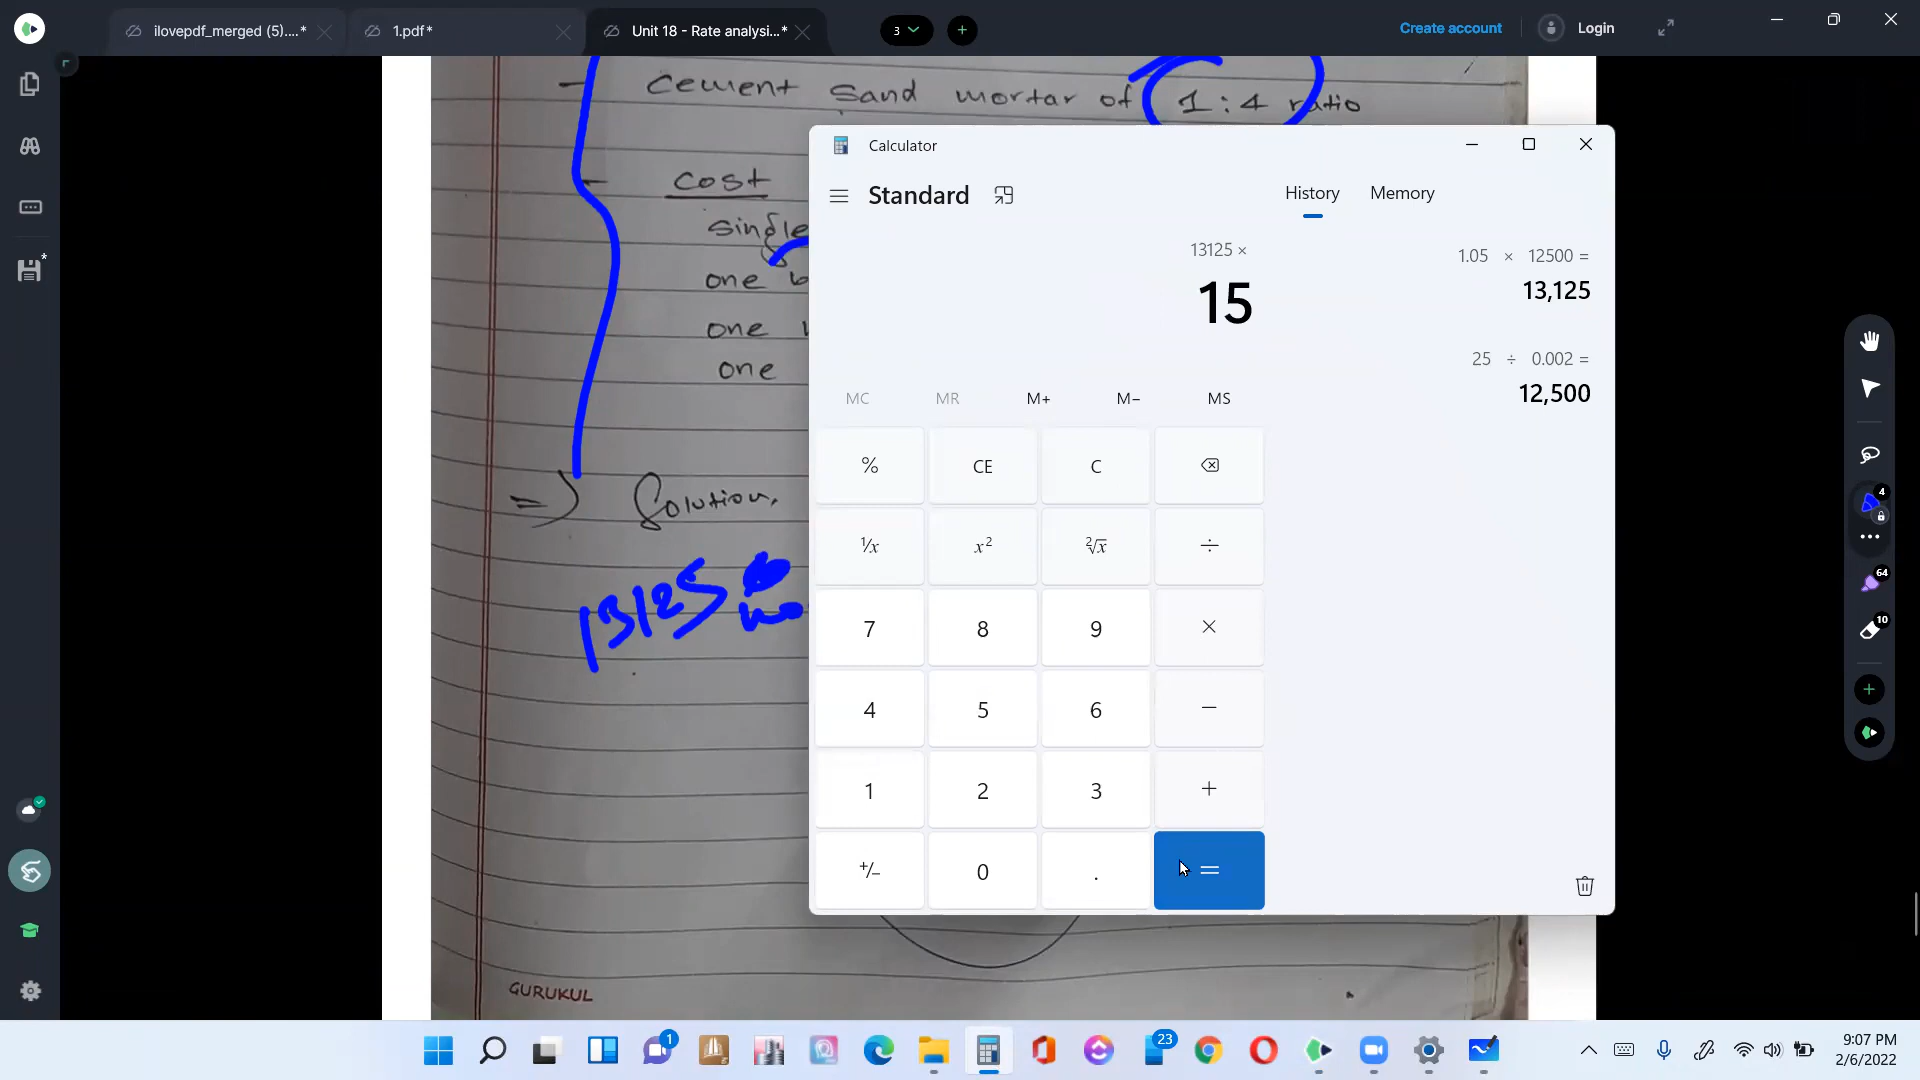 ilovepdf_merged (5)....*
1.pdf*
Unit 18 - Rate analysi...*
3
Create account
Login
- Cement Sand mortar of 1:4 ratio
- Cost
single
one
one
one
=> Solution,
13125
GURUKUL
Calculator
Standard
History
Memory
13125 ×
15
1.05 × 12500 =
13,125
25 ÷ 0.002 =
12,500
MC MR M+ M- MS
% CE C
⅟x x² ²√x ÷
7 8 9 ×
4 5 6 −
1 2 3 +
+/− 0 . =
4
64
10
1
23
9:07 PM
2/6/2022